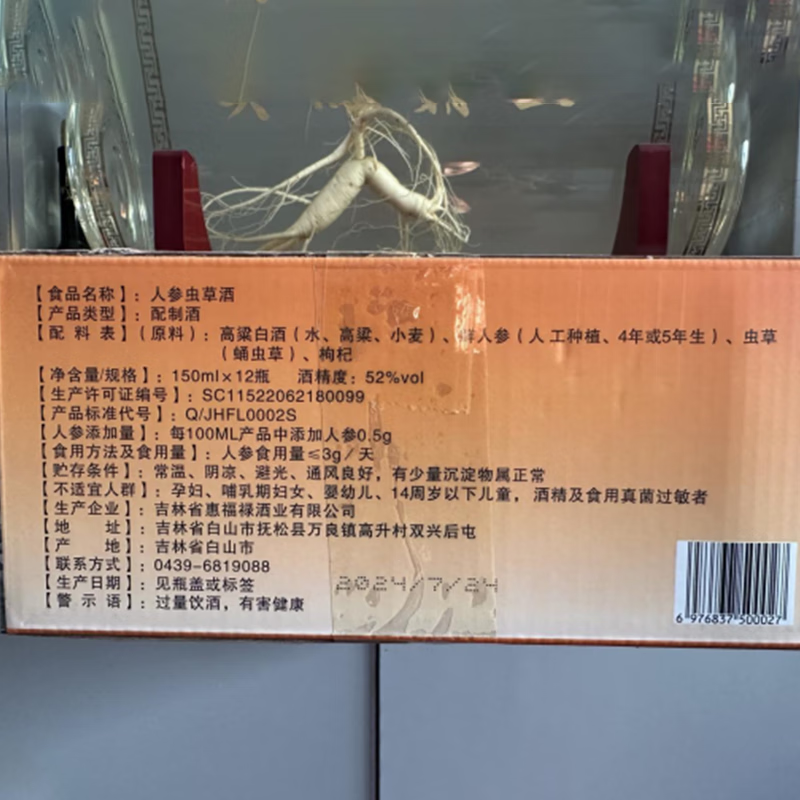 【食品名称】：人参虫草酒
【产品类型】：配制酒
【配 料 表】（原料）：高粱白酒（水、高粱、小麦）、鲜人参（人工种植、4年或5年生）、虫草
（蛹虫草）、枸杞
【净含量/规格】：150ml×12瓶 酒精度：52%vol
【生产许可证编号】：SC11522062180099
【产品标准代号】：Q/JHFL0002S
【人参添加量】：每100ML产品中添加人参0.5g
【食用方法及食用量】：人参食用量≤3g／天
【贮存条件】：常温、阴凉、避光、通风良好，有少量沉淀物属正常
【不适宜人群】：孕妇、哺乳期妇女、婴幼儿、14周岁以下儿童，酒精及食用真菌过敏者
【生产企业】：吉林省惠福禄酒业有限公司
【地 址】：吉林省白山市抚松县万良镇高升村双兴后屯
【产 地】：吉林省白山市
【联系方式】：0439-6819088
【生产日期】：见瓶盖或标签 2024/7/24
【警 示 语】：过量饮酒，有害健康
6 976837 500027